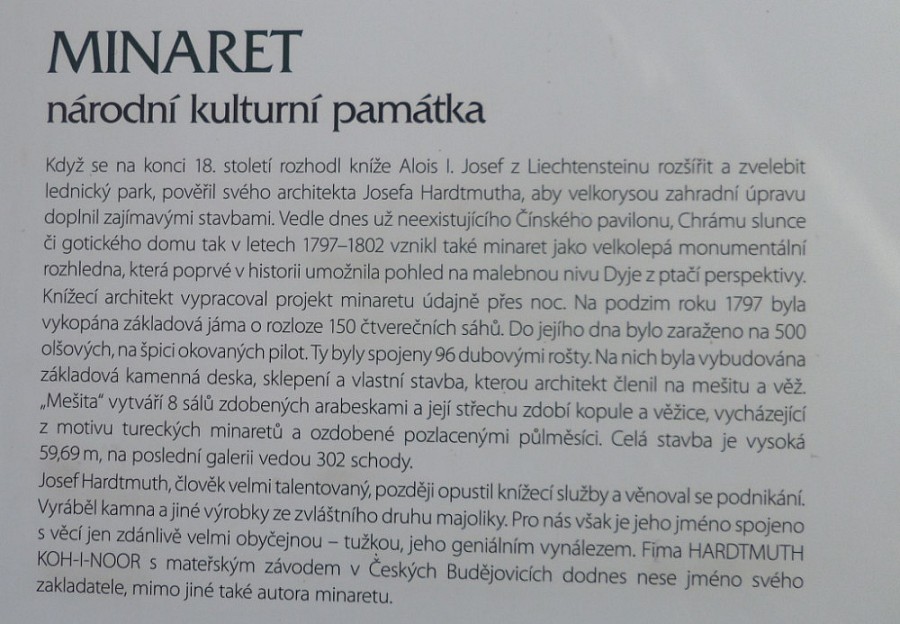 MINARET
národní kulturní památka
Když se na konci 18. století rozhodl kníže Alois I. Josef z Liechtensteinu rozšířit a zvelebit
lednický park, pověřil svého architekta Josefa Hardtmutha, aby velkorysou zahradní úpravu
doplnil zajímavými stavbami. Vedle dnes už neexistujícího Čínského pavilonu, Chrámu slunce
či gotického domu tak v letech 1797–1802 vznikl také minaret jako velkolepá monumentální
rozhledna, která poprvé v historii umožnila pohled na malebnou nivu Dyje z ptačí perspektivy.
Knížecí architekt vypracoval projekt minaretu údajně přes noc. Na podzim roku 1797 byla
vykopána základová jáma o rozloze 150 čtverečních sáhů. Do jejího dna bylo zaraženo na 500
olšových, na špici okovaných pilot. Ty byly spojeny 96 dubovými rošty. Na nich byla vybudována
základová kamenná deska, sklepení a vlastní stavba, kterou architekt členil na mešitu a věž.
„Mešita“ vytváří 8 sálů zdobených arabeskami a její střechu zdobí kopule a věžice, vycházející
z motivu tureckých minaretů a ozdobené pozlacenými půlměsíci. Celá stavba je vysoká
59,69 m, na poslední galerii vedou 302 schody.
Josef Hardtmuth, člověk velmi talentovaný, později opustil knížecí služby a věnoval se podnikání.
Vyráběl kamna a jiné výrobky ze zvláštního druhu majoliky. Pro nás však je jeho jméno spojeno
s věcí jen zdánlivě velmi obyčejnou – tužkou, jeho geniálním vynálezem. Fima HARDTMUTH
KOH-I-NOOR s mateřským závodem v Českých Budějovicích dodnes nese jméno svého
zakladatele, mimo jiné také autora minaretu.